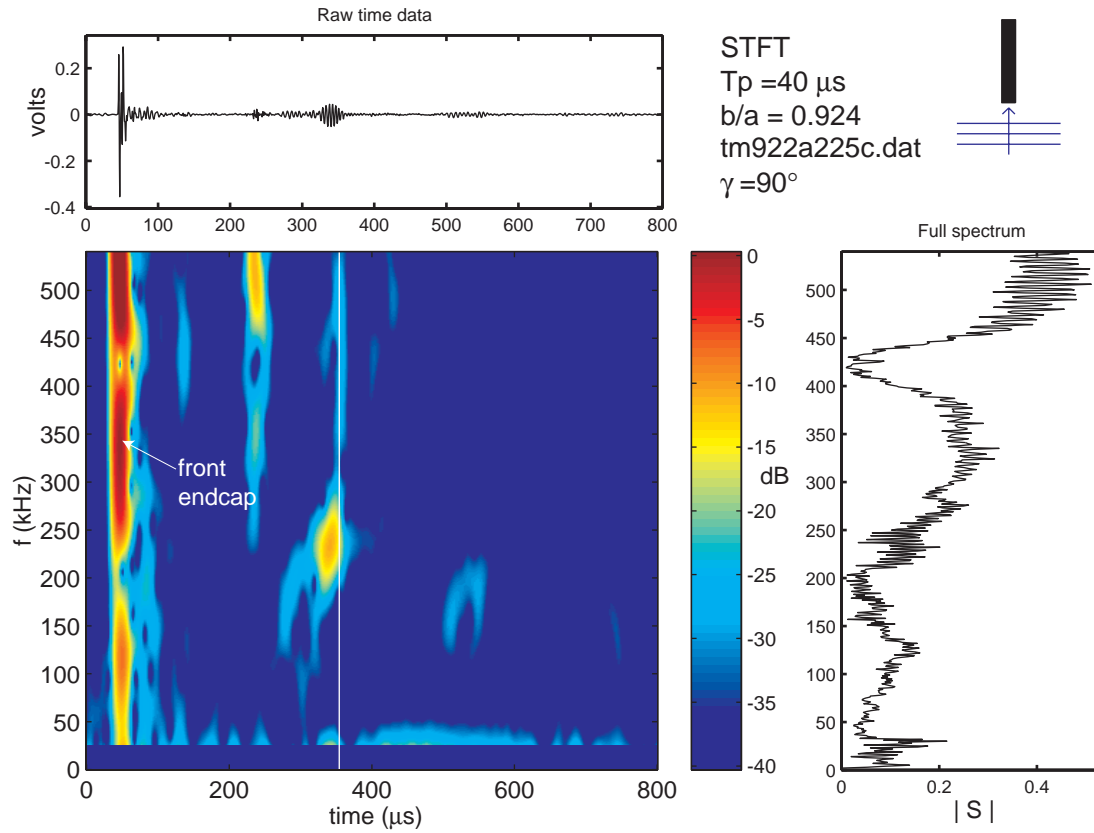 Raw time data
0.2
0
-0.2
-0.4
volts
0 100 200 300 400 500 600 700 800
STFT
Tp =40 μs
b/a = 0.924
tm922a225c.dat
γ =90°
500
450
400
350
300
250
200
150
100
50
0
f (kHz)
front
endcap
0 200 400 600 800
time (μs)
0
-5
-10
-15
-20
-25
-30
-35
-40
dB
Full spectrum
500
450
400
350
300
250
200
150
100
50
0
0 0.2 0.4
| S |